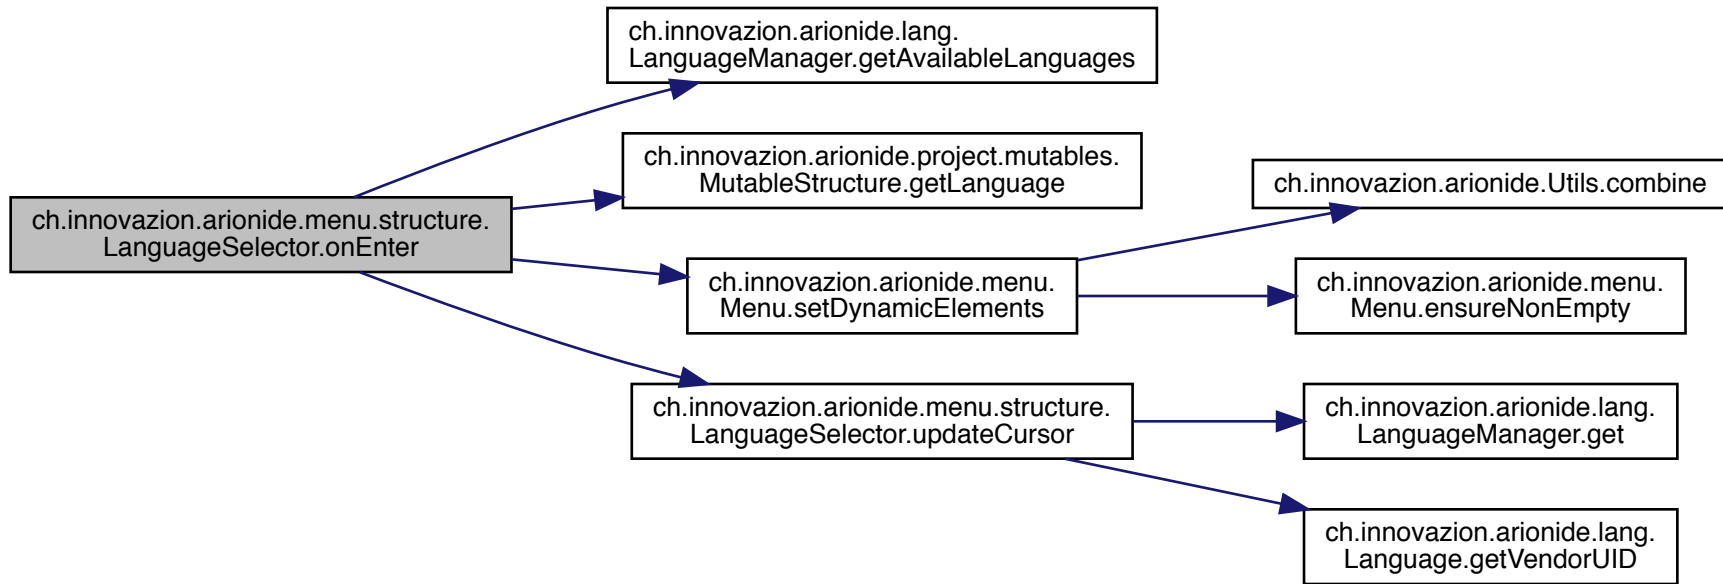 ch.innovazion.arionide.menu.structure.
LanguageSelector.onEnter
ch.innovazion.arionide.lang.
LanguageManager.getAvailableLanguages
ch.innovazion.arionide.project.mutables.
MutableStructure.getLanguage
ch.innovazion.arionide.menu.
Menu.setDynamicElements
ch.innovazion.arionide.Utils.combine
ch.innovazion.arionide.menu.
Menu.ensureNonEmpty
ch.innovazion.arionide.menu.structure.
LanguageSelector.updateCursor
ch.innovazion.arionide.lang.
LanguageManager.get
ch.innovazion.arionide.lang.
Language.getVendorUID